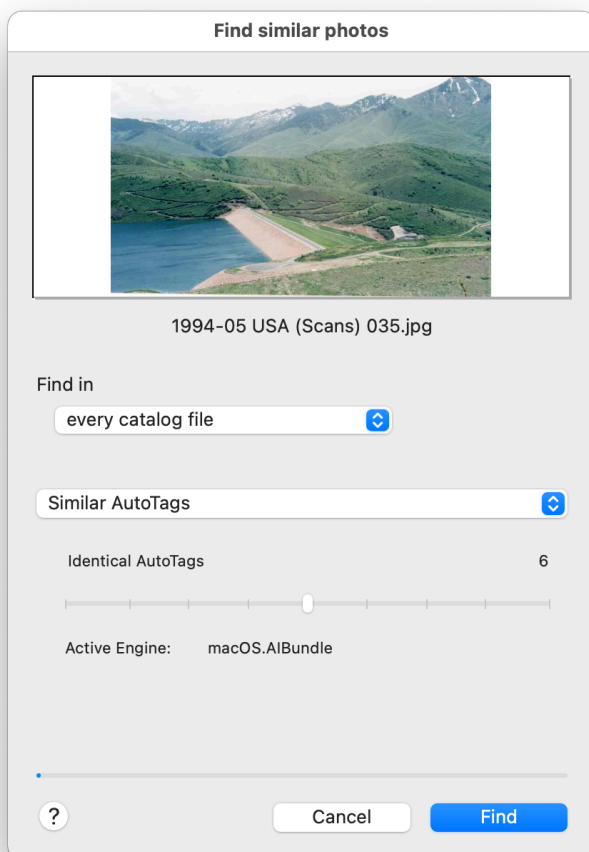 Find similar photos
1994-05 USA (Scans) 035.jpg
Find in
every catalog file
Similar AutoTags
Identical AutoTags 6
Active Engine: macOS.AIBundle
?
Cancel Find